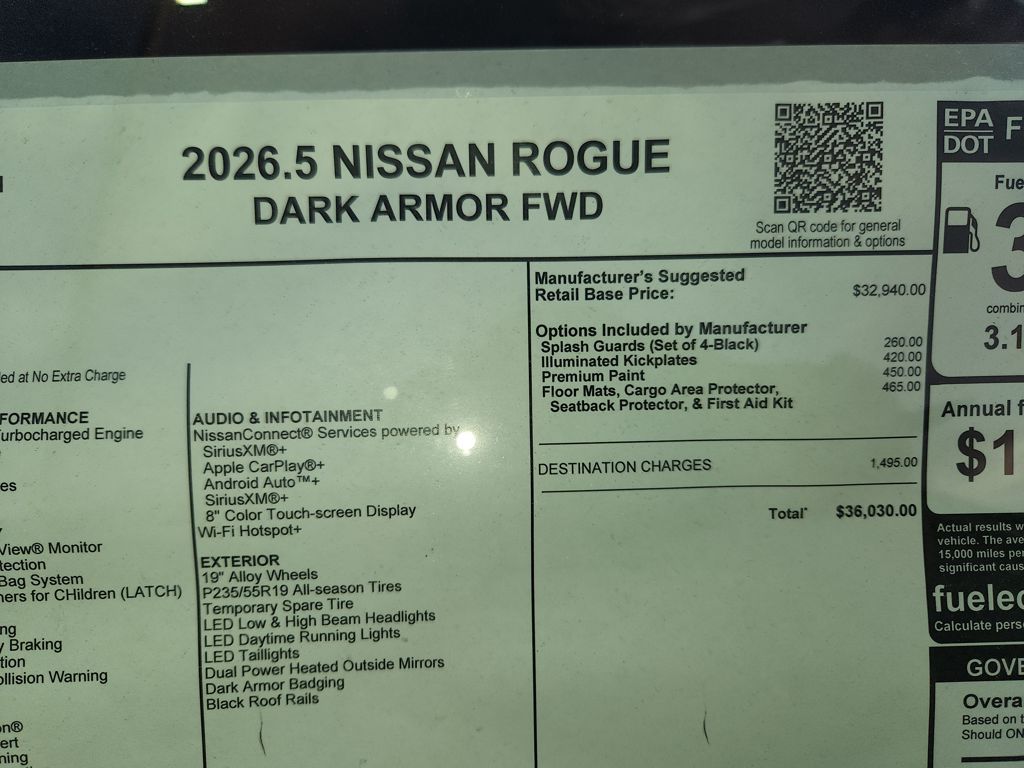 2026.5 NISSAN ROGUE
DARK ARMOR FWD
Scan QR code for general
model information & options
EPA
DOT
Fue
combin
3.1
Annual f
$1
Actual results w
vehicle. The ave
15,000 miles per
significant caus
fuelec
Calculate pers
GOVE
Overa
Based on t
Should ON
Manufacturer's Suggested
Retail Base Price: $32,940.00
Options Included by Manufacturer
Splash Guards (Set of 4-Black) 260.00
Illuminated Kickplates 420.00
Premium Paint 450.00
Floor Mats, Cargo Area Protector, 465.00
Seatback Protector, & First Aid Kit
DESTINATION CHARGES 1,495.00
Total* $36,030.00
ed at No Extra Charge
FORMANCE
Turbocharged Engine
es
View® Monitor
tection
Bag System
ners for CHildren (LATCH)
ng
y Braking
tion
ollision Warning
on®
ert
ning
AUDIO & INFOTAINMENT
NissanConnect® Services powered by
SiriusXM®+
Apple CarPlay®+
Android Auto™+
SiriusXM®+
8" Color Touch-screen Display
Wi-Fi Hotspot+
EXTERIOR
19" Alloy Wheels
P235/55R19 All-season Tires
Temporary Spare Tire
LED Low & High Beam Headlights
LED Daytime Running Lights
LED Taillights
Dual Power Heated Outside Mirrors
Dark Armor Badging
Black Roof Rails